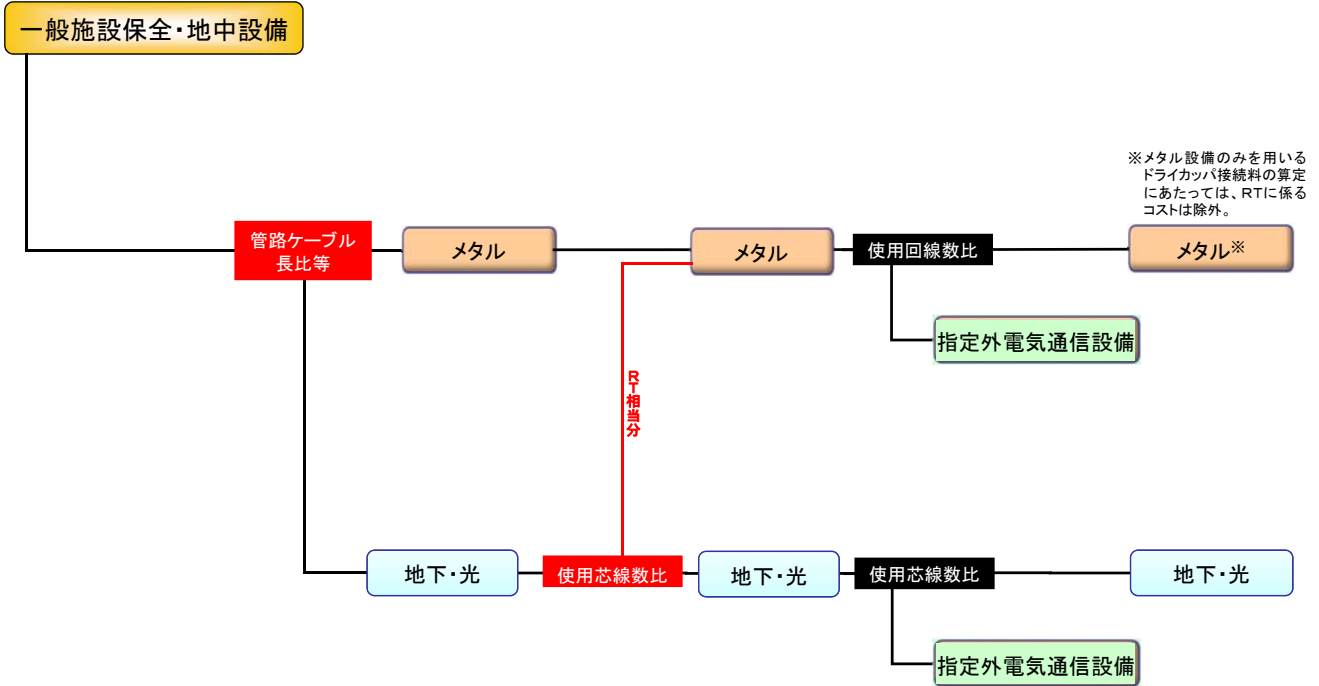 一般施設保全・地中設備
※メタル設備のみを用いる
ドライカッパ接続料の算定
にあたっては、RTに係る
コストは除外。
管路ケーブル
長比等
メタル
メタル
使用回線数比
メタル※
指定外電気通信設備
RT相当分
地下・光
使用芯線数比
地下・光
使用芯線数比
地下・光
指定外電気通信設備